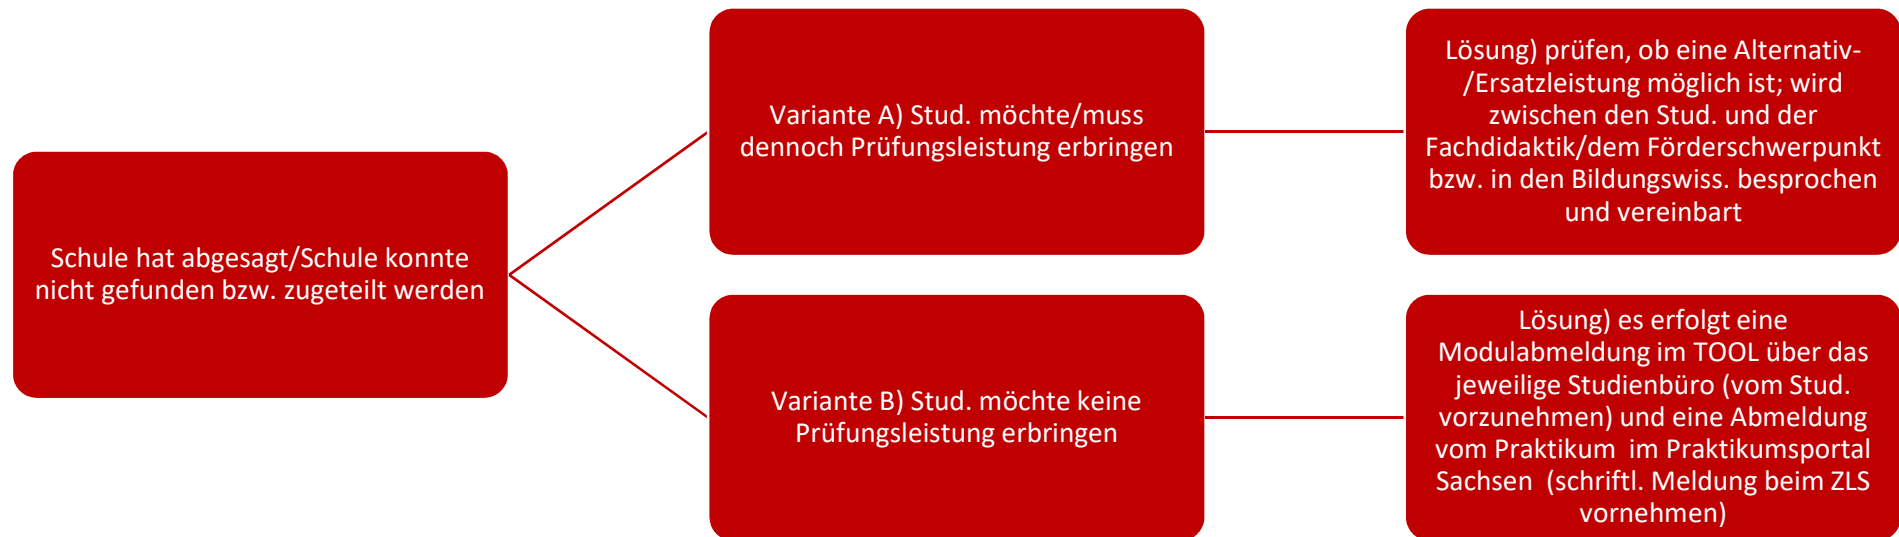 Schule hat abgesagt/Schule konnte
nicht gefunden bzw. zugeteilt werden
Variante A) Stud. möchte/muss
dennoch Prüfungsleistung erbringen
Lösung) prüfen, ob eine Alternativ-
/Ersatzleistung möglich ist; wird
zwischen den Stud. und der
Fachdidaktik/dem Förderschwerpunkt
bzw. in den Bildungswiss. besprochen
und vereinbart
Variante B) Stud. möchte keine
Prüfungsleistung erbringen
Lösung) es erfolgt eine
Modulabmeldung im TOOL über das
jeweilige Studienbüro (vom Stud.
vorzunehmen) und eine Abmeldung
vom Praktikum  im Praktikumsportal
Sachsen  (schriftl. Meldung beim ZLS
vornehmen)